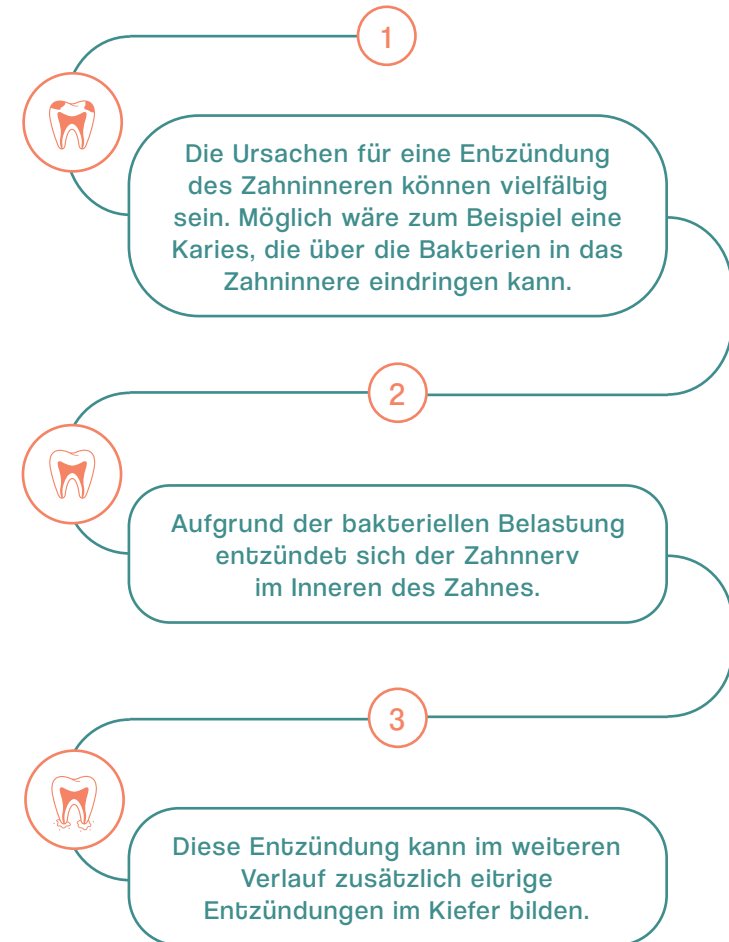 1
Die Ursachen für eine Entzündung
des Zahninneren können vielfältig
sein. Möglich wäre zum Beispiel eine
Karies, die über die Bakterien in das
Zahninnere eindringen kann.
2
Aufgrund der bakteriellen Belastung
entzündet sich der Zahnnerv
im Inneren des Zahnes.
3
Diese Entzündung kann im weiteren
Verlauf zusätzlich eitrige
Entzündungen im Kiefer bilden.